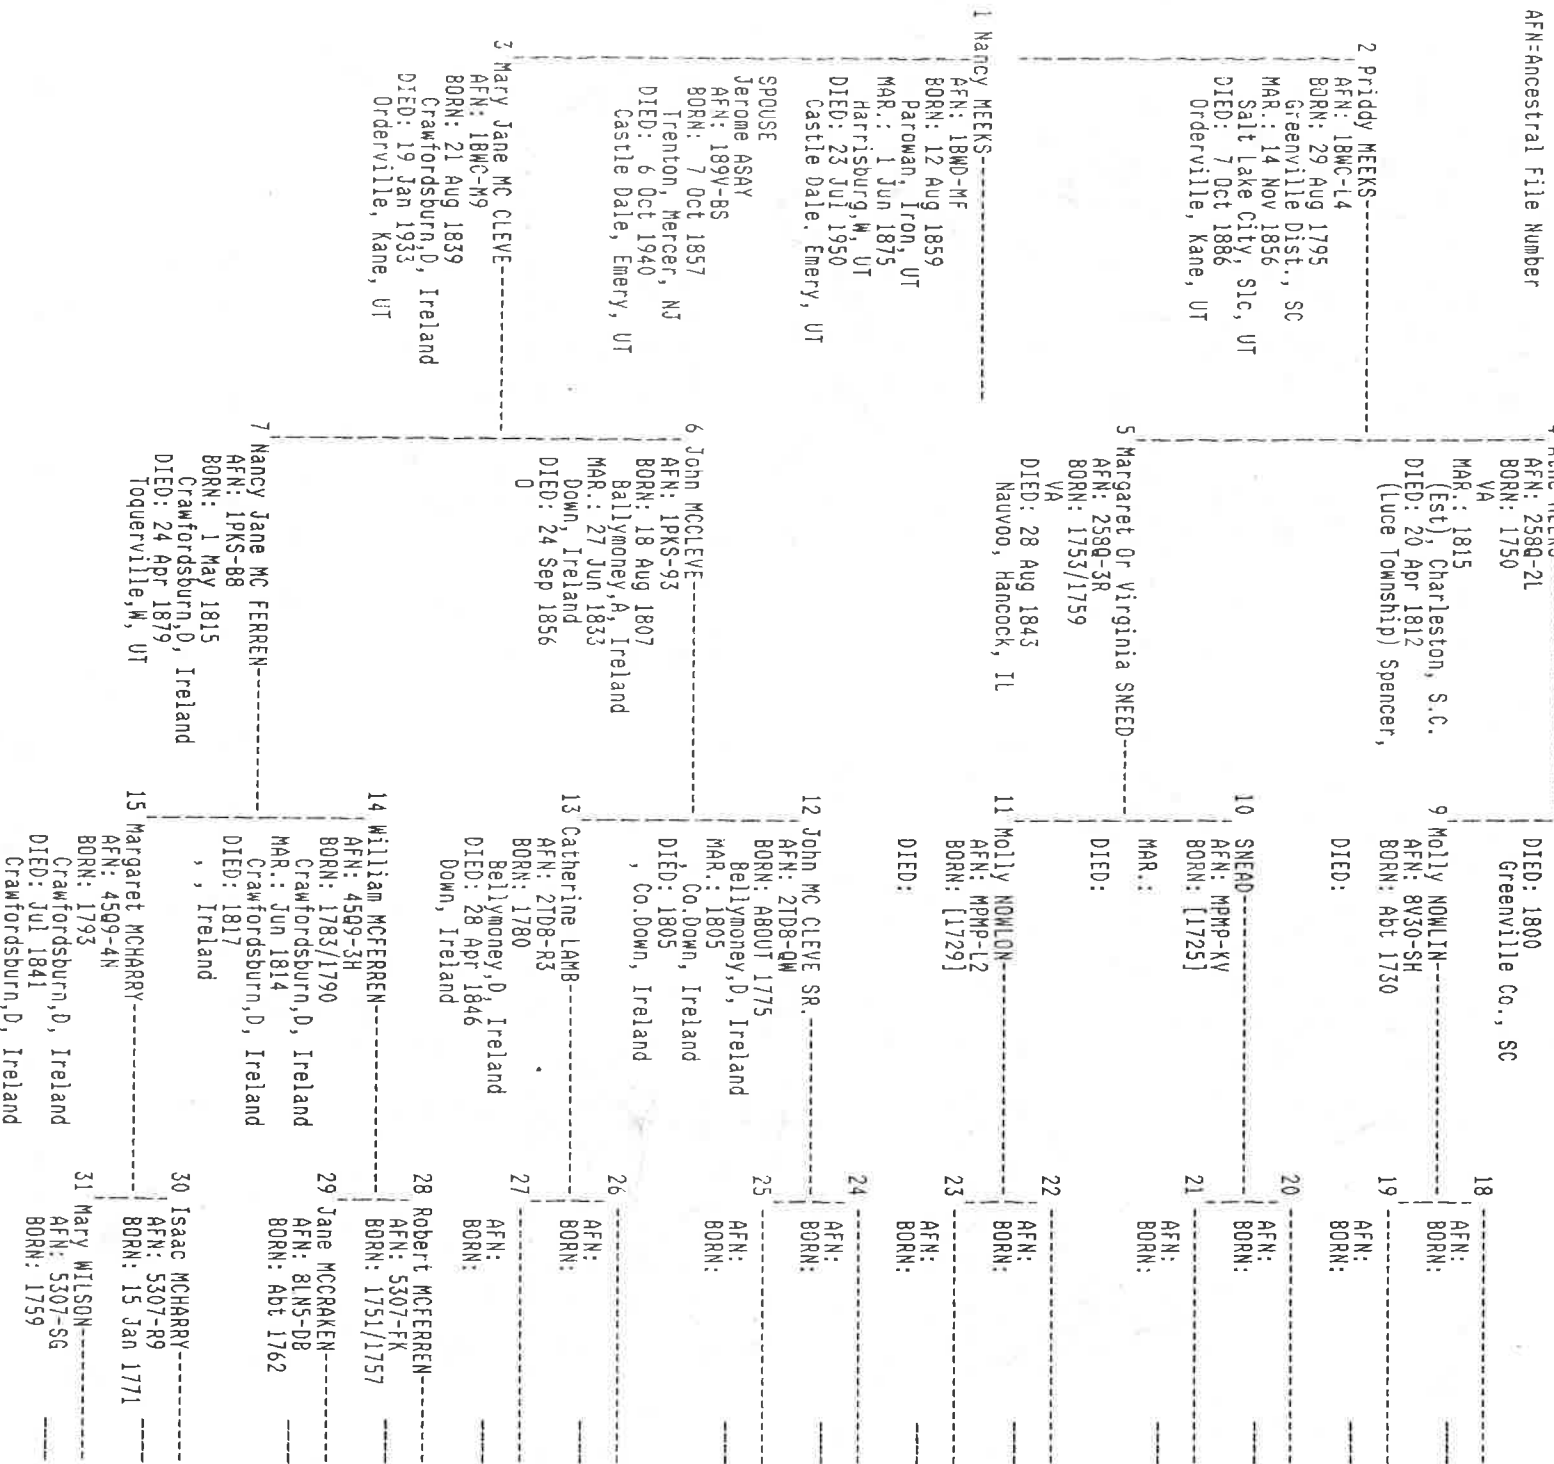 AFN=Ancestral File Number
DIED: 1800
Greenville Co., SC
AFN: 258Q-2L
BORN: 1750
VA
MAR.: 1815
(Est), Charleston, S.C.
DIED: 20 Apr 1812
(Luce Township) Spencer,
18
AFN:
BORN:
9 Molly NOWLIN
AFN: 8V30-SH
BORN: Abt 1730
DIED:
19
AFN:
BORN:
2 Priddy MEEKS
AFN: 1BWC-L4
BORN: 29 Aug 1795
Greenville Dist., SC
MAR.: 14 Nov 1856
Salt Lake City, Slc, UT
DIED: 7 Oct 1886
Orderville, Kane, UT
20
AFN:
BORN:
10 SNEAD
AFN: MPMP-KV
BORN: [1725]
MAR.:
DIED:
21
AFN:
BORN:
5 Margaret Or Virginia SNEED
AFN: 258Q-3R
BORN: 1753/1759
VA
DIED: 28 Aug 1843
Nauvoo, Hancock, IL
22
AFN:
BORN:
11 Molly NOWLON
AFN: MPMP-L2
BORN: [1729]
DIED:
23
AFN:
BORN:
1 Nancy MEEKS
AFN: 1BWD-MF
BORN: 12 Aug 1859
Parowan, Iron, UT
MAR.: 1 Jun 1875
Harrisburg,W, UT
DIED: 23 Jul 1950
Castle Dale, Emery, UT
SPOUSE
Jerome ASAY
AFN: 189V-BS
BORN: 7 Oct 1857
Trenton, Mercer, NJ
DIED: 6 Oct 1940
Castle Dale, Emery, UT
24
AFN:
BORN:
12 John MC CLEVE SR.
AFN: 2TD8-QW
BORN: ABOUT 1775
Bellymoney,D, Ireland
MAR.: 1805
, Co.Down, Ireland
DIED: 1805
, Co.Down, Ireland
25
AFN:
BORN:
6 John MCCLEVE
AFN: 1PKS-93
BORN: 18 Aug 1807
Ballymoney,A, Ireland
MAR.: 27 Jun 1833
Down, Ireland
DIED: 24 Sep 1856
O
26
AFN:
BORN:
13 Catherine LAMB
AFN: 2TD8-R3
BORN: 1780
Bellymoney,D, Ireland
DIED: 28 Apr 1846
Down, Ireland
27
AFN:
BORN:
3 Mary Jane MC CLEVE
AFN: 1BWC-M9
BORN: 21 Aug 1839
Crawfordsburn,D, Ireland
DIED: 19 Jan 1933
Orderville, Kane, UT
28 Robert MCFERREN
AFN: 5307-FK
BORN: 1751/1757
14 William MCFERREN
AFN: 45Q9-3H
BORN: 1783/1790
Crawfordsburn,D, Ireland
MAR.: Jun 1814
Crawfordsburn,D, Ireland
DIED: 1817
, , Ireland
29 Jane MCCRAKEN
AFN: 8LN5-DB
BORN: Abt 1762
7 Nancy Jane MC FERREN
AFN: 1PKS-B8
BORN: 1 May 1815
Crawfordsburn,D, Ireland
DIED: 24 Apr 1879
Toquerville,W, UT
30 Isaac MCHARRY
AFN: 5307-R9
BORN: 15 Jan 1771
15 Margaret MCHARRY
AFN: 45Q9-4N
BORN: 1793
Crawfordsburn,D, Ireland
DIED: Jul 1841
Crawfordsburn,D, Ireland
31 Mary WILSON
AFN: 5307-SG
BORN: 1759